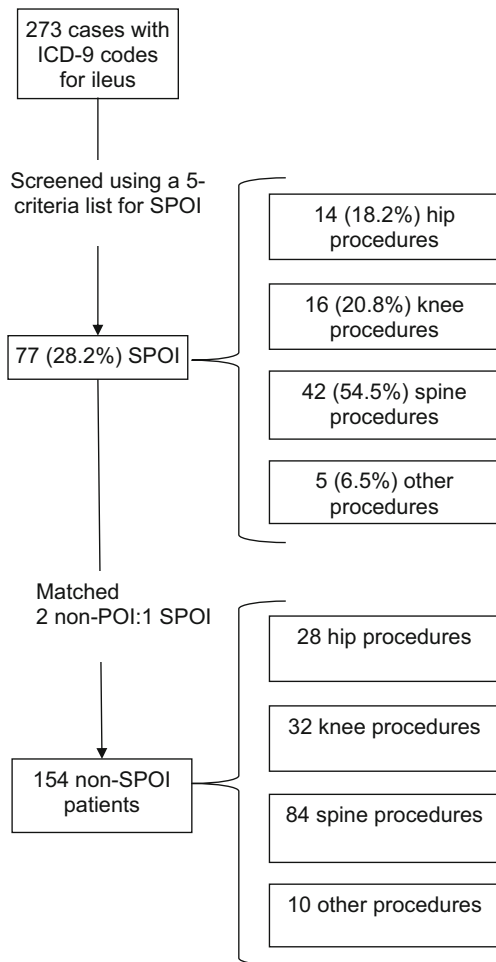 273 cases with
ICD-9 codes
for ileus
Screened using a 5-
criteria list for SPOI
77 (28.2%) SPOI
14 (18.2%) hip
procedures
16 (20.8%) knee
procedures
42 (54.5%) spine
procedures
5 (6.5%) other
procedures
Matched
2 non-POI:1 SPOI
154 non-SPOI
patients
28 hip procedures
32 knee procedures
84 spine procedures
10 other procedures